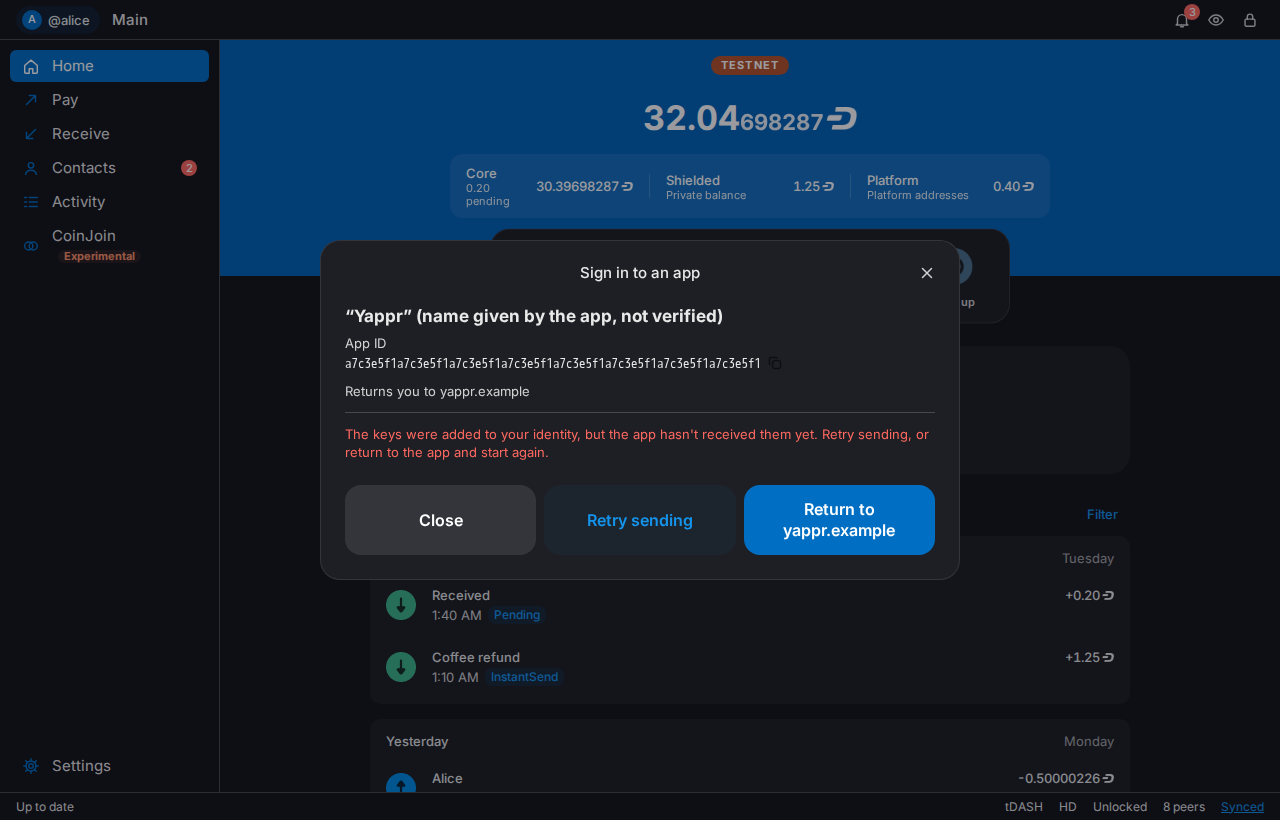 A @alice Main 3
Home
Pay
Receive
Contacts 2
Activity
CoinJoin
Experimental
Settings
TESTNET
32.04698287
Core
0.20
pending
30.39698287
Shielded
Private balance
1.25
Platform
Platform addresses
0.40
up
Sign in to an app
“Yappr” (name given by the app, not verified)
App ID
a7c3e5f1a7c3e5f1a7c3e5f1a7c3e5f1a7c3e5f1a7c3e5f1a7c3e5f1a7c3e5f1
Returns you to yappr.example
The keys were added to your identity, but the app hasn't received them yet. Retry sending, or
return to the app and start again.
Close
Retry sending
Return to
yappr.example
Filter
Tuesday
Received +0.20
1:40 AM Pending
Coffee refund +1.25
1:10 AM InstantSend
Yesterday Monday
Alice -0.50000226
Up to date tDASH HD Unlocked 8 peers Synced